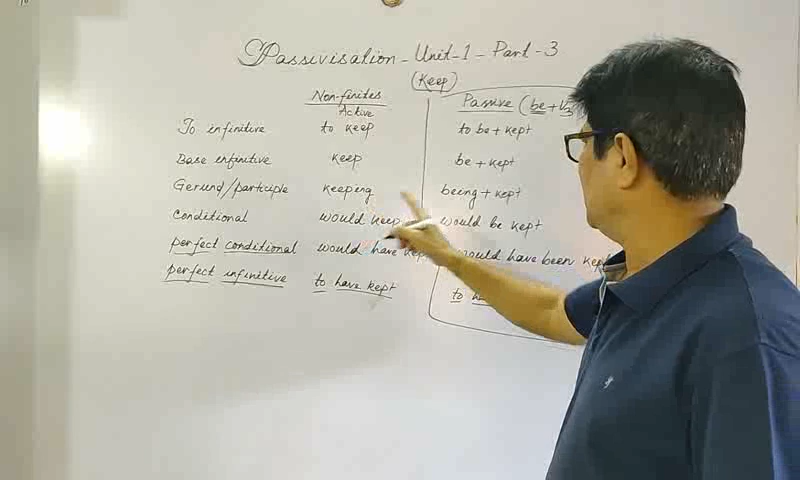 Passivisation - Unit-1 - Part-3
(Keep)
Non-finites Passive (be + V3
Active
To infinitive to keep to be + kept
Base infinitive keep be + kept
Gerund/participle keeping being + kept
Conditional would keep would be kept
perfect conditional would have would have been kept
perfect infinitive to have kept to